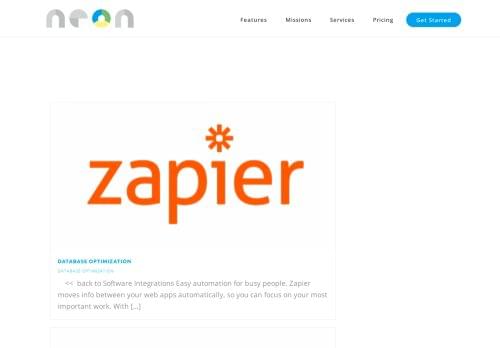 neon
Features Missions Services Pricing Get Started
zapier
DATABASE OPTIMIZATION
DATABASE OPTIMIZATION
<< back to Software Integrations Easy automation for busy people. Zapier
moves info between your web apps automatically, so you can focus on your most
important work. With [...]